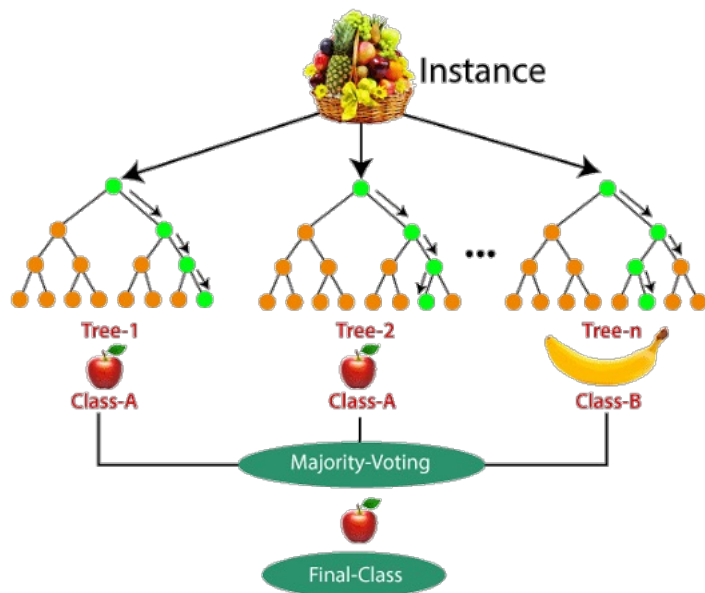 Instance
...
Tree-1
Tree-2
Tree-n
Class-A
Class-A
Class-B
Majority-Voting
Final-Class